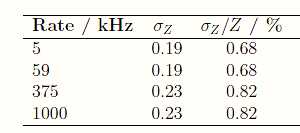 Rate / kHz σ_Z σ_Z/Z / %
5 0.19 0.68
59 0.19 0.68
375 0.23 0.82
1000 0.23 0.82